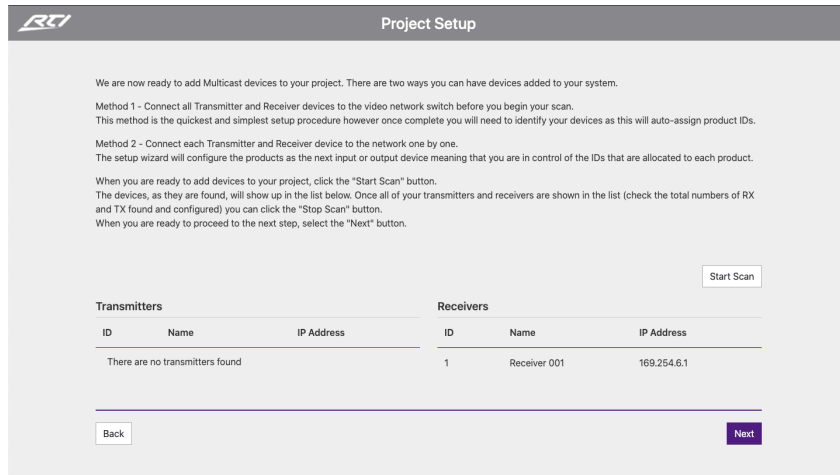 RTI
Project Setup
We are now ready to add Multicast devices to your project. There are two ways you can have devices added to your system.
Method 1 - Connect all Transmitter and Receiver devices to the video network switch before you begin your scan.
This method is the quickest and simplest setup procedure however once complete you will need to identify your devices as this will auto-assign product IDs.
Method 2 - Connect each Transmitter and Receiver device to the network one by one.
The setup wizard will configure the products as the next input or output device meaning that you are in control of the IDs that are allocated to each product.
When you are ready to add devices to your project, click the "Start Scan" button.
The devices, as they are found, will show up in the list below. Once all of your transmitters and receivers are shown in the list (check the total numbers of RX
and TX found and configured) you can click the "Stop Scan" button.
When you are ready to proceed to the next step, select the "Next" button.
Start Scan
Transmitters
ID Name IP Address
There are no transmitters found
Receivers
ID Name IP Address
1 Receiver 001 169.254.6.1
Back
Next